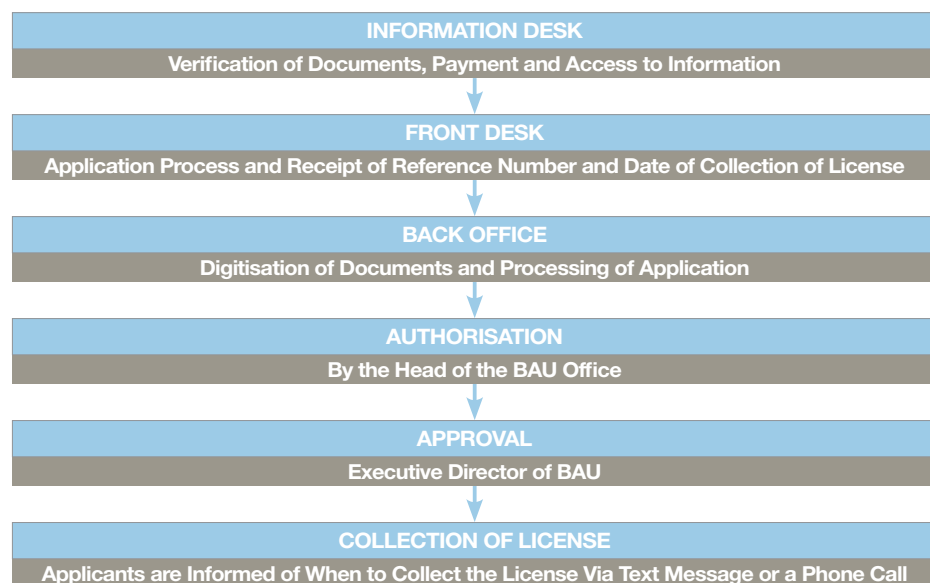 INFORMATION DESK
Verification of Documents, Payment and Access to Information
FRONT DESK
Application Process and Receipt of Reference Number and Date of Collection of License
BACK OFFICE
Digitisation of Documents and Processing of Application
AUTHORISATION
By the Head of the BAU Office
APPROVAL
Executive Director of BAU
COLLECTION OF LICENSE
Applicants are Informed of When to Collect the License Via Text Message or a Phone Call